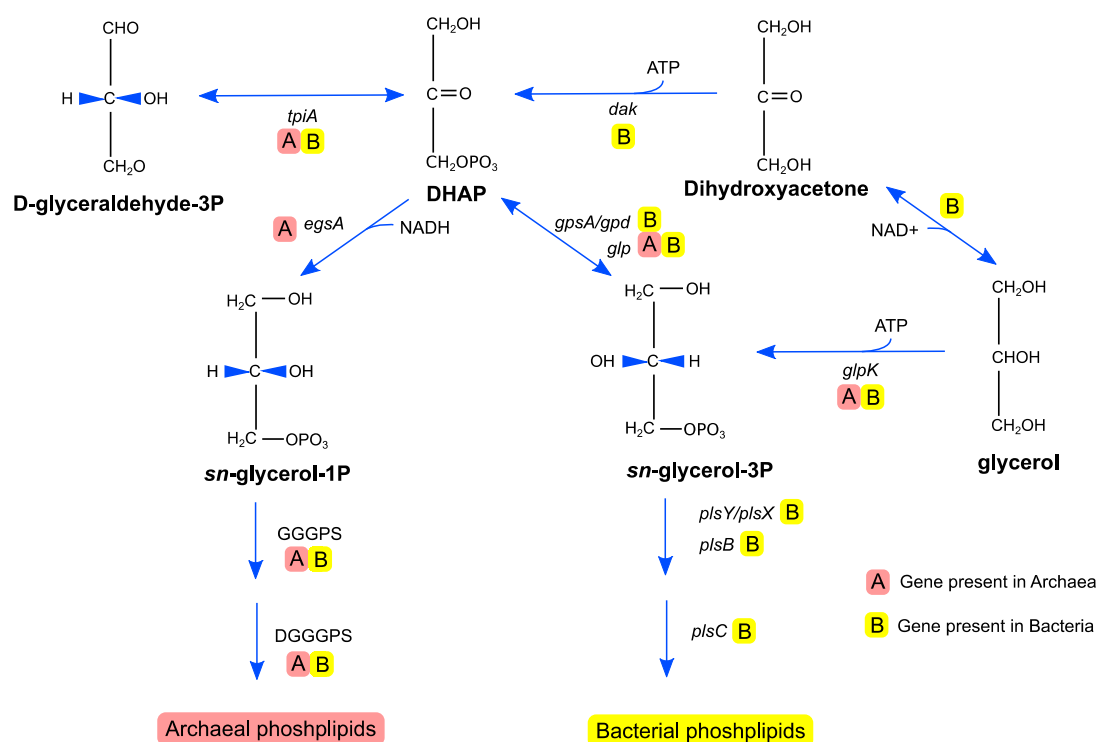 CHO
H
C
OH
CH₂O
D-glyceraldehyde-3P
tpiA
A B
CH₂OH
C=O
CH₂OPO₃
DHAP
ATP
dak
B
CH₂OH
C=O
CH₂OH
Dihydroxyacetone
A egsA
NADH
gpsA/gpd B
glp A B
B
NAD+
H₂C—OH
H
C
OH
H₂C—OPO₃
sn-glycerol-1P
H₂C—OH
OH
C
H
H₂C—OPO₃
sn-glycerol-3P
ATP
glpK
A B
CH₂OH
CHOH
CH₂OH
glycerol
GGGPS
A B
DGGGPS
A B
Archaeal phoshplipids
plsY/plsX B
plsB B
plsC B
Bacterial phoshplipids
A Gene present in Archaea
B Gene present in Bacteria